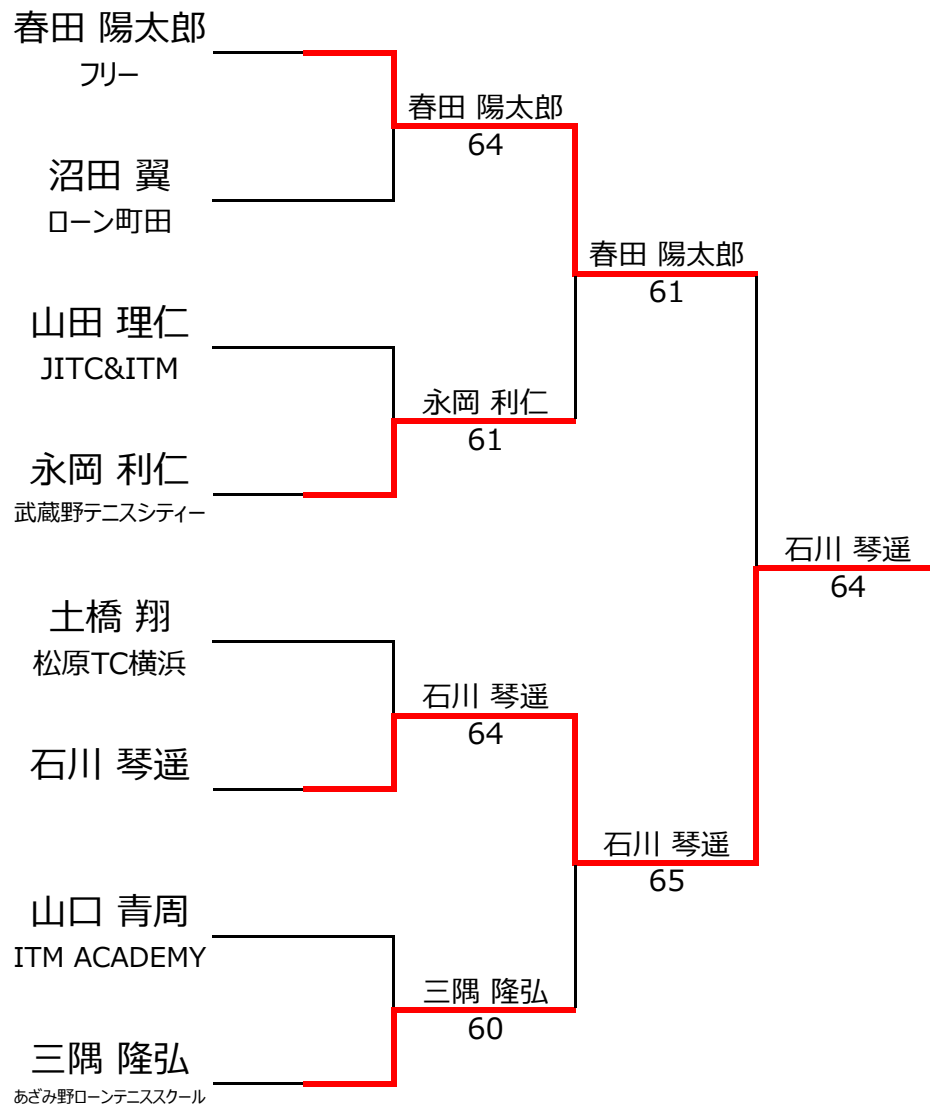 春田 陽太郎
フリー
春田 陽太郎
64
沼田 翼
ローン町田
春田 陽太郎
61
山田 理仁
JITC&ITM
永岡 利仁
61
永岡 利仁
武蔵野テニスシティー
石川 琴遥
64
土橋 翔
松原TC横浜
石川 琴遥
64
石川 琴遥
石川 琴遥
65
山口 青周
ITM ACADEMY
三隅 隆弘
60
三隅 隆弘
あざみ野ローンテニススクール